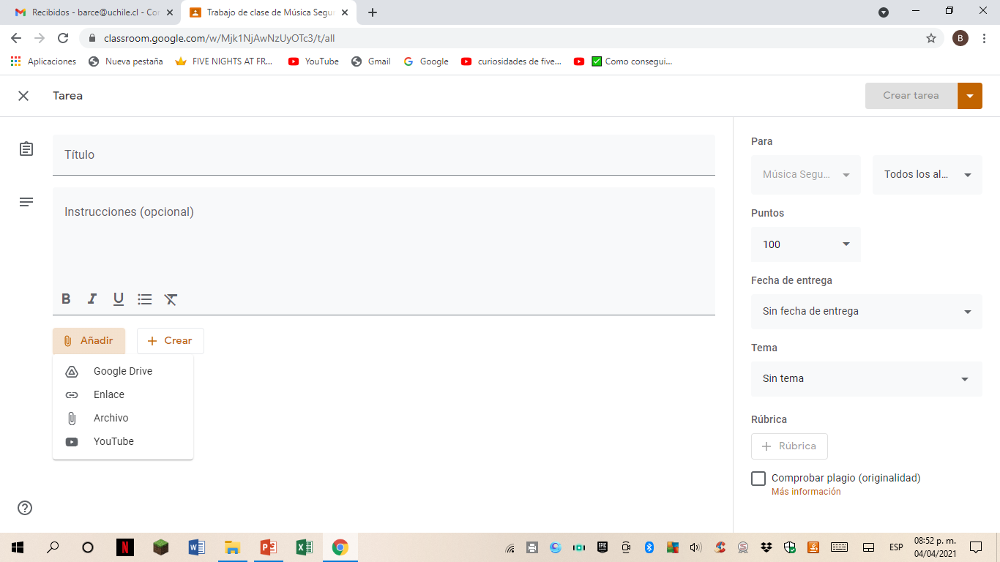 Recibidos - barce@uchile.cl - Cor
Trabajo de clase de Música Segu
classroom.google.com/w/Mjk1NjAwNzUyOTc3/t/all
B
Aplicaciones
Nueva pestaña
FIVE NIGHTS AT FR...
YouTube
Gmail
Google
curiosidades de five...
Como consegui...
Tarea
Crear tarea
Título
Instrucciones (opcional)
B I U
Añadir
Crear
Google Drive
Enlace
Archivo
YouTube
Para
Música Segu...
Todos los al...
Puntos
100
Fecha de entrega
Sin fecha de entrega
Tema
Sin tema
Rúbrica
Rúbrica
Comprobar plagio (originalidad)
Más información
ESP
08:52 p. m.
04/04/2021